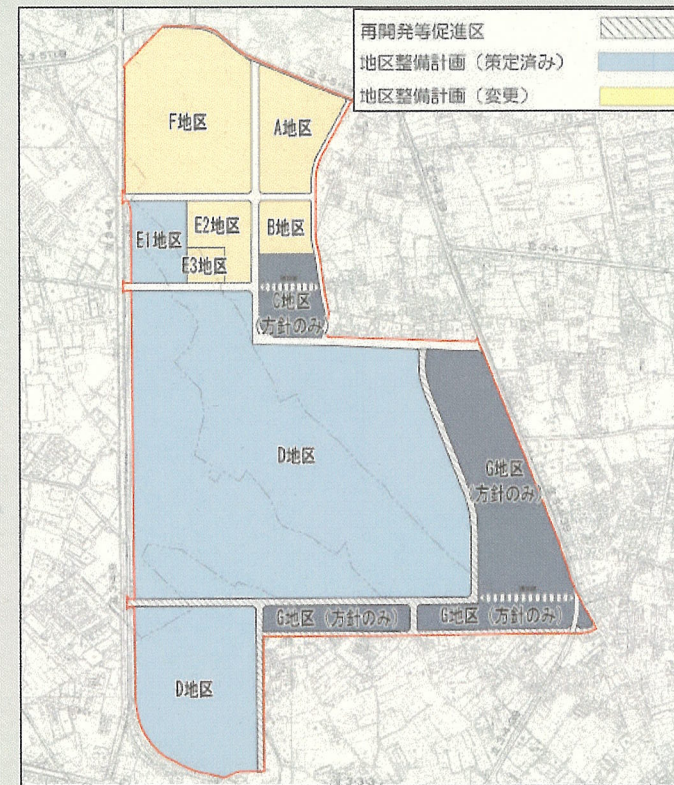 再開発等促進区
地区整備計画（策定済み）
地区整備計画（変更）
F地区
A地区
E1地区
E2地区
B地区
E3地区
C地区
（方針のみ）
D地区
G地区
（方針のみ）
G地区（方針のみ）
G地区（方針のみ）
D地区